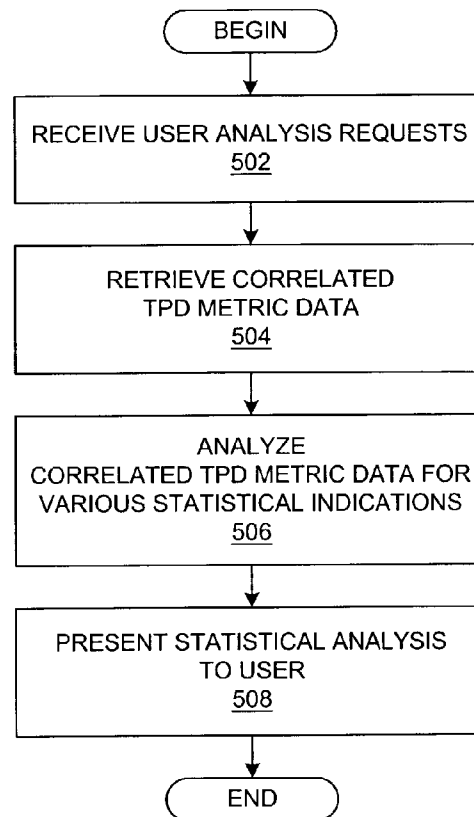 BEGIN
RECEIVE USER ANALYSIS REQUESTS
502
RETRIEVE CORRELATED
TPD METRIC DATA
504
ANALYZE
CORRELATED TPD METRIC DATA FOR
VARIOUS STATISTICAL INDICATIONS
506
PRESENT STATISTICAL ANALYSIS
TO USER
508
END